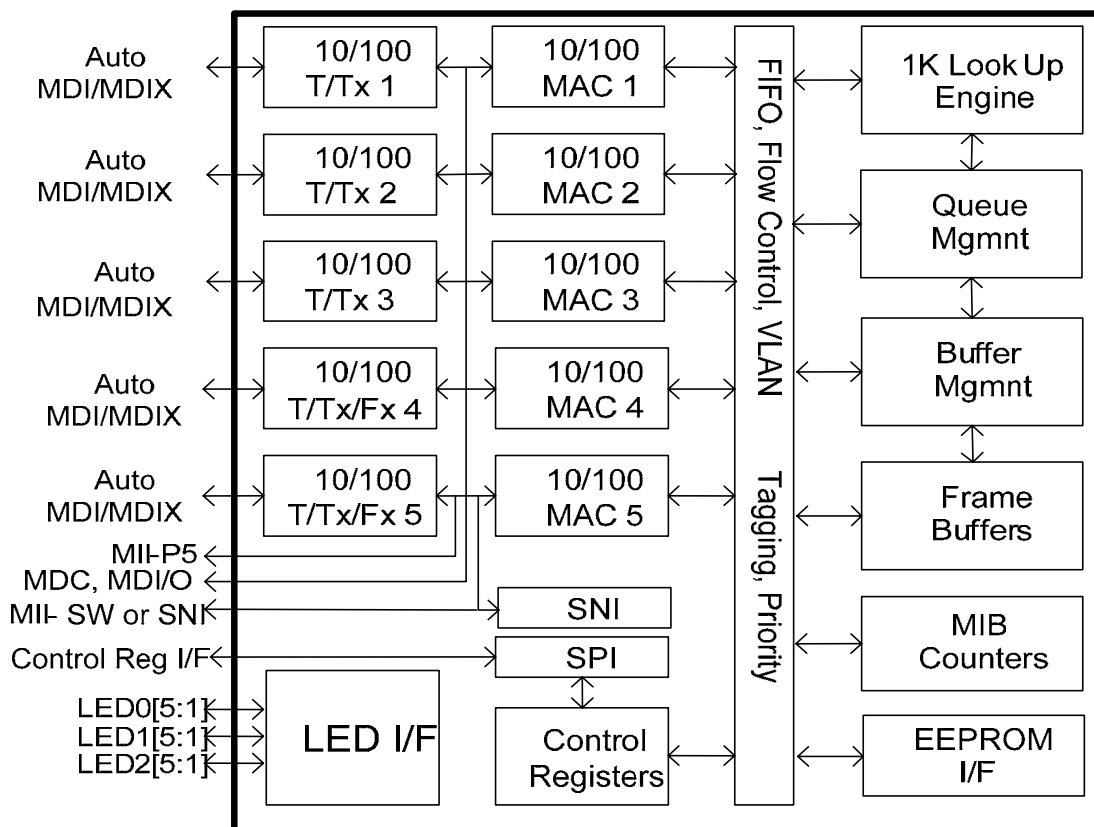 Auto
MDI/MDIX
10/100
T/Tx 1
10/100
MAC 1
1K Look Up
Engine
Auto
MDI/MDIX
10/100
T/Tx 2
10/100
MAC 2
Queue
Mgmnt
Auto
MDI/MDIX
10/100
T/Tx 3
10/100
MAC 3
Buffer
Mgmnt
Auto
MDI/MDIX
10/100
T/Tx/Fx 4
10/100
MAC 4
Auto
MDI/MDIX
10/100
T/Tx/Fx 5
10/100
MAC 5
Frame
Buffers
FIFO, Flow Control, VLAN Tagging, Priority
MII-P5
MDC, MDI/O
MII- SW or SNI
SNI
Control Reg I/F
SPI
MIB
Counters
LED0[5:1]
LED1[5:1]
LED2[5:1]
LED I/F
Control
Registers
EEPROM
I/F